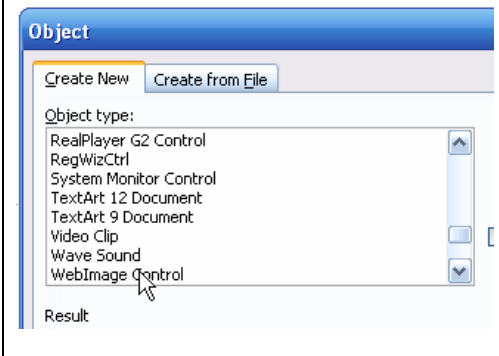 Object
Create New Create from File
Object type:
RealPlayer G2 Control
RegWizCtrl
System Monitor Control
TextArt 12 Document
TextArt 9 Document
Video Clip
Wave Sound
WebImage Control
Result